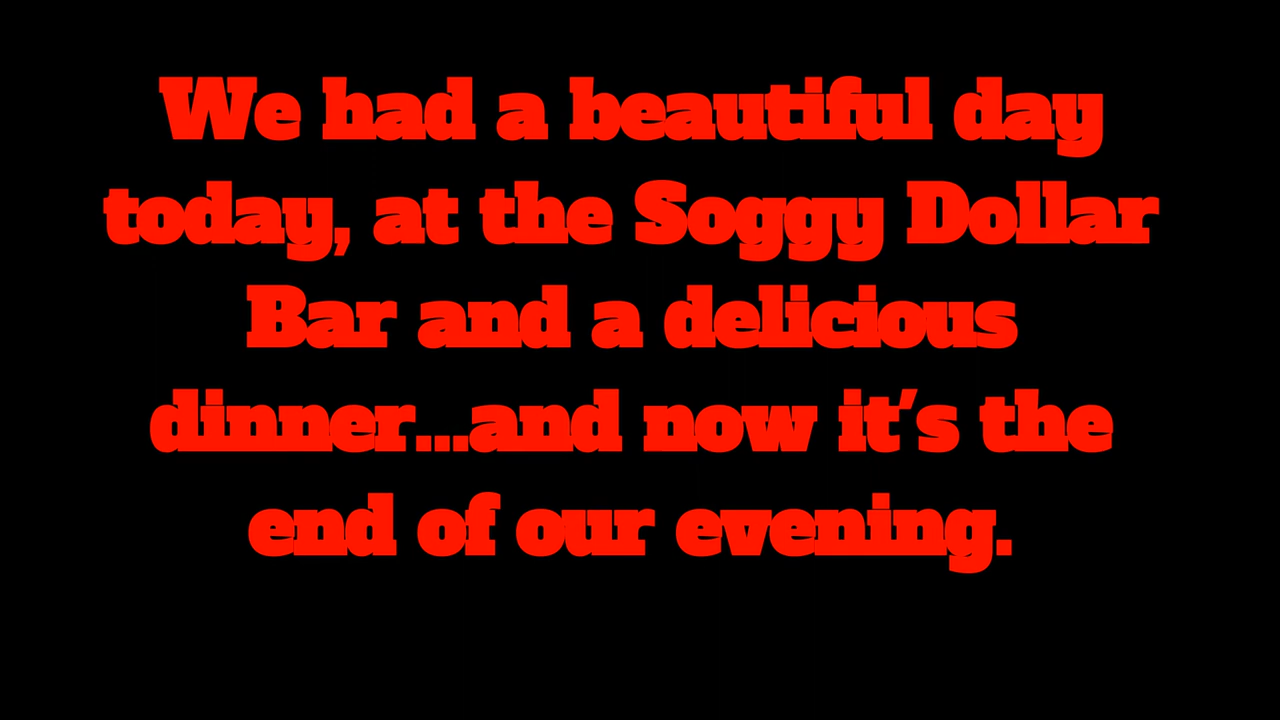 We had a beautiful day
today, at the Soggy Dollar
Bar and a delicious
dinner...and now it's the
end of our evening.